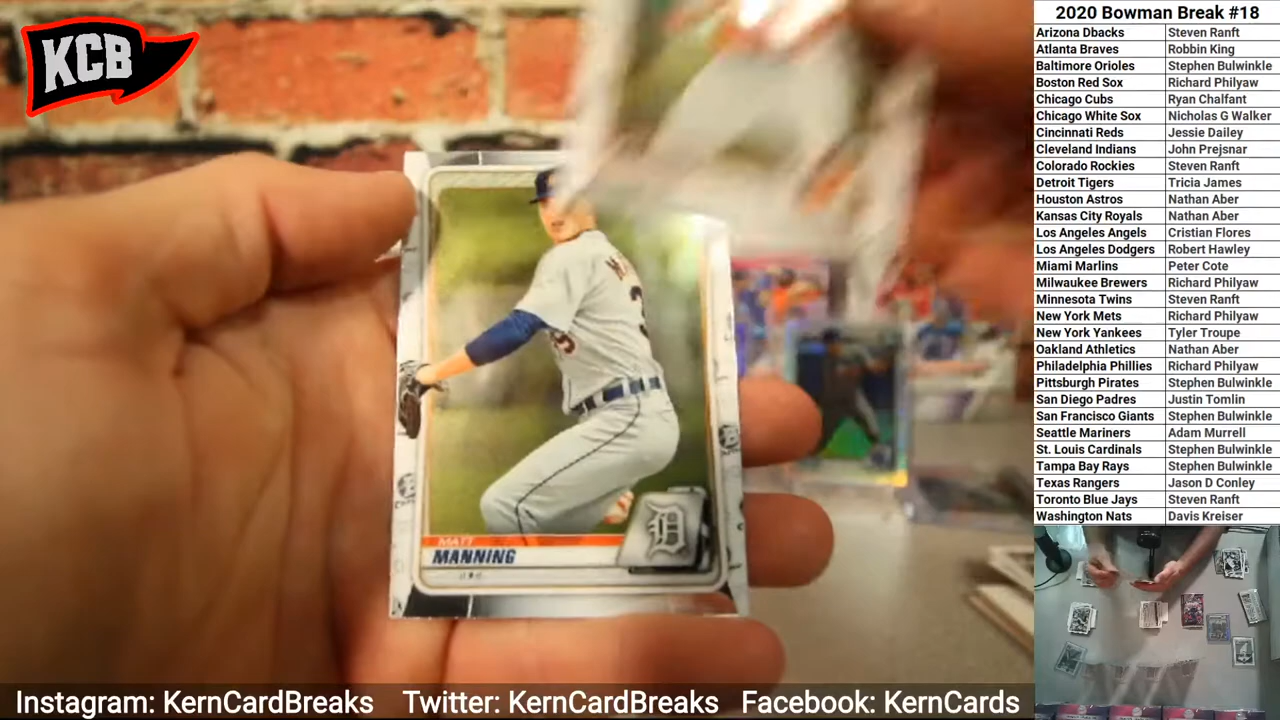 KCB
MATT
MANNING
D
Instagram: KernCardBreaks Twitter: KernCardBreaks Facebook: KernCards
2020 Bowman Break #18
Arizona Dbacks Steven Ranft
Atlanta Braves Robbin King
Baltimore Orioles Stephen Bulwinkle
Boston Red Sox Richard Philyaw
Chicago Cubs Ryan Chalfant
Chicago White Sox Nicholas G Walker
Cincinnati Reds Jessie Dailey
Cleveland Indians John Prejsnar
Colorado Rockies Steven Ranft
Detroit Tigers Tricia James
Houston Astros Nathan Aber
Kansas City Royals Nathan Aber
Los Angeles Angels Cristian Flores
Los Angeles Dodgers Robert Hawley
Miami Marlins Peter Cote
Milwaukee Brewers Richard Philyaw
Minnesota Twins Steven Ranft
New York Mets Richard Philyaw
New York Yankees Tyler Troupe
Oakland Athletics Nathan Aber
Philadelphia Phillies Richard Philyaw
Pittsburgh Pirates Stephen Bulwinkle
San Diego Padres Justin Tomlin
San Francisco Giants Stephen Bulwinkle
Seattle Mariners Adam Murrell
St. Louis Cardinals Stephen Bulwinkle
Tampa Bay Rays Stephen Bulwinkle
Texas Rangers Jason D Conley
Toronto Blue Jays Steven Ranft
Washington Nats Davis Kreiser